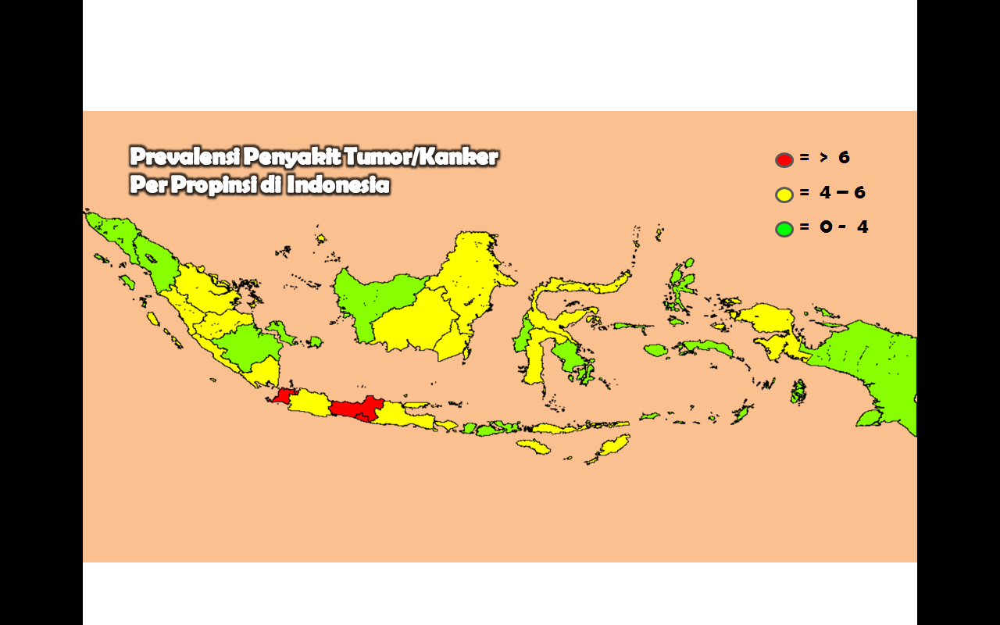 Prevalensi Penyakit Tumor/Kanker
Per Propinsi di Indonesia
= > 6
= 4 – 6
= 0 - 4